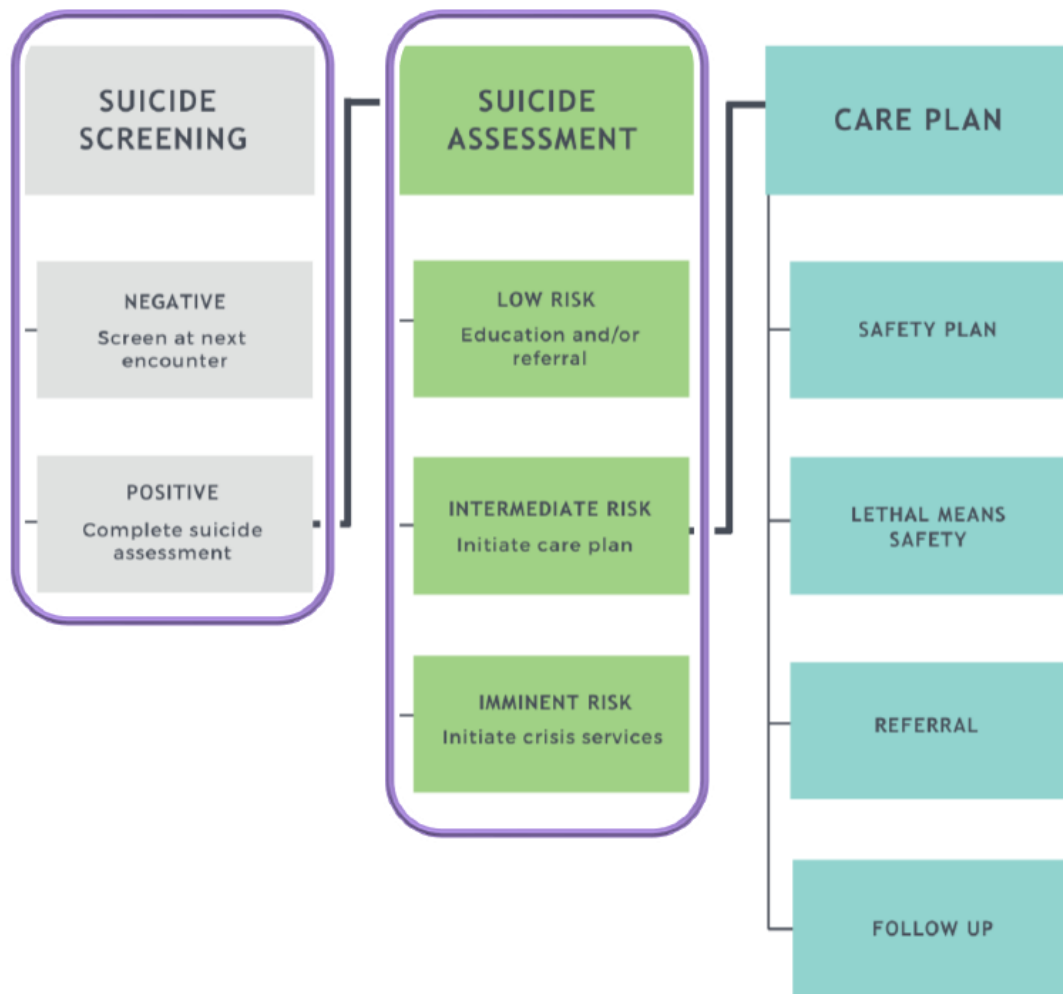 SUICIDE
SCREENING
NEGATIVE
Screen at next
encounter
POSITIVE
Complete suicide
assessment
SUICIDE
ASSESSMENT
LOW RISK
Education and/or
referral
INTERMEDIATE RISK
Initiate care plan
IMMINENT RISK
Initiate crisis services
CARE PLAN
SAFETY PLAN
LETHAL MEANS
SAFETY
REFERRAL
FOLLOW UP